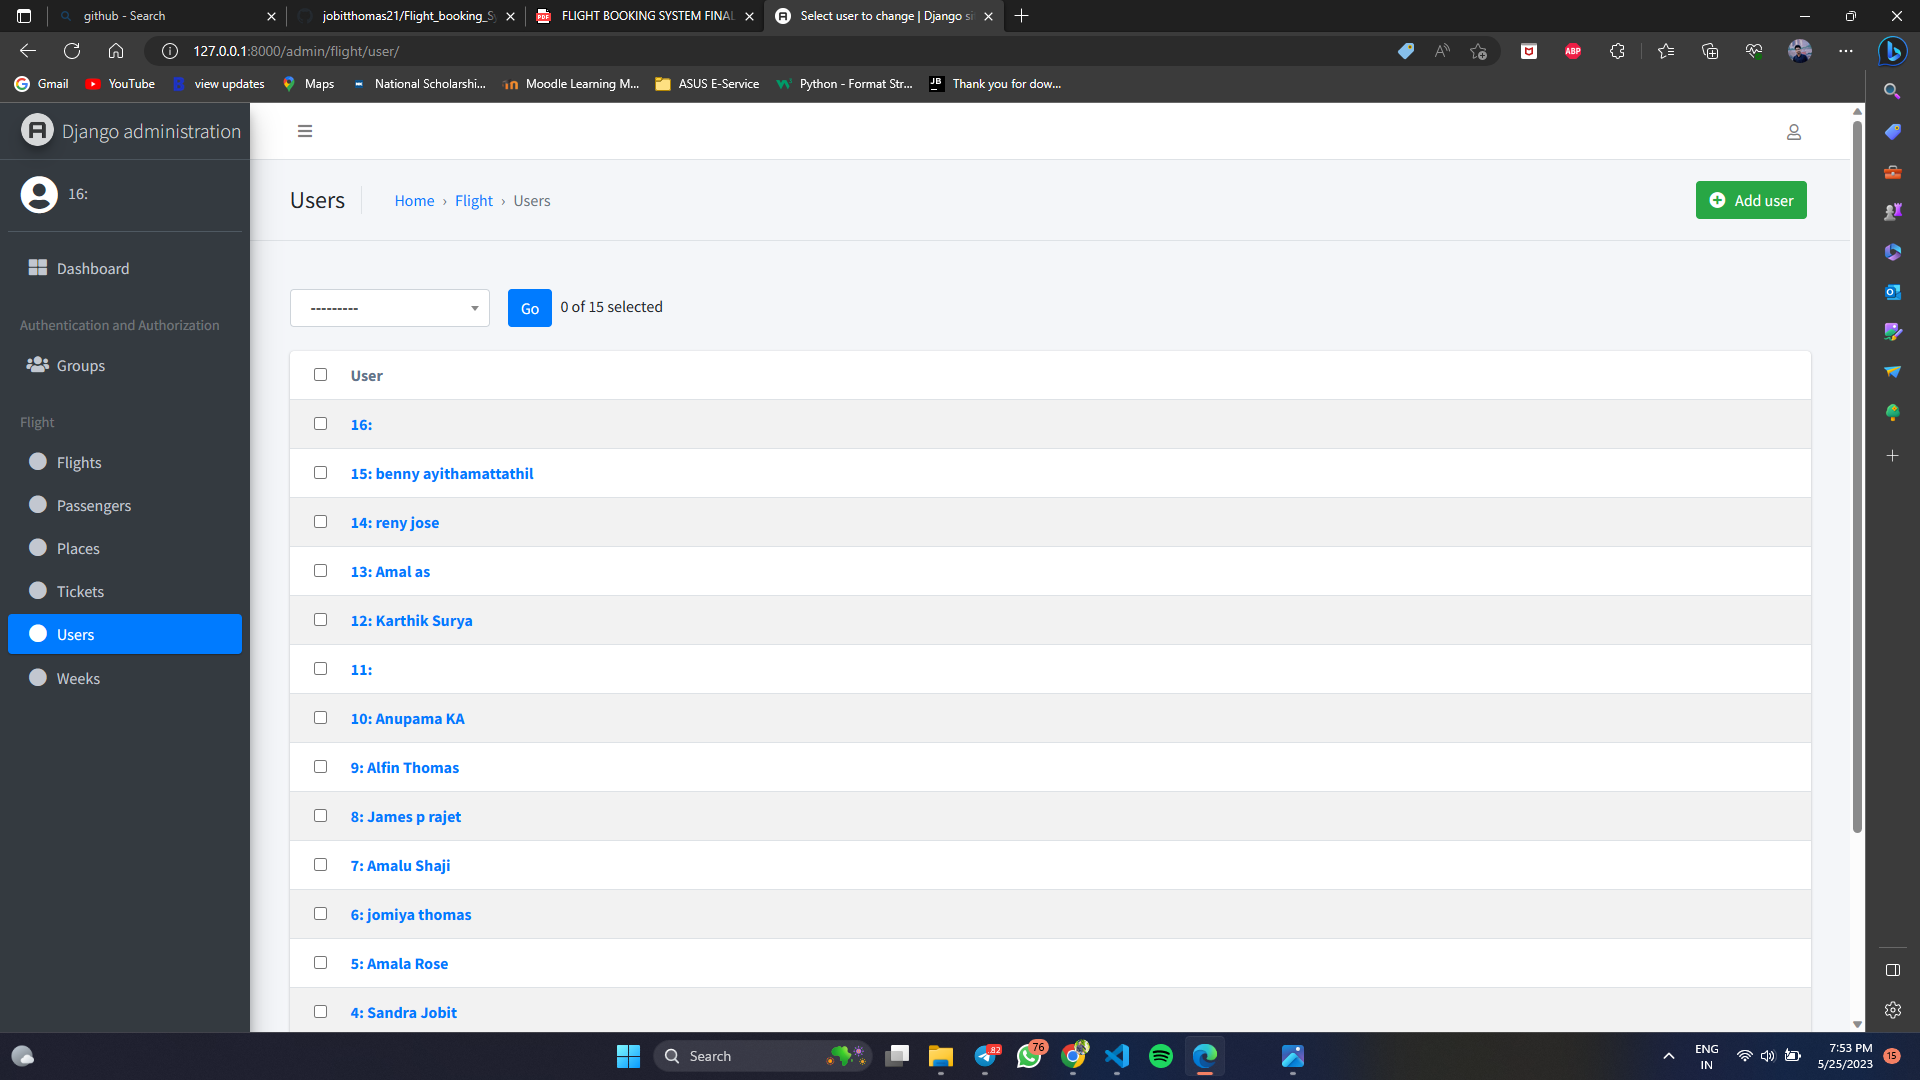 github - Search
jobitthomas21/Flight_booking_S
FLIGHT BOOKING SYSTEM FINAL
Select user to change | Django si
127.0.0.1:8000/admin/flight/user/
Gmail
YouTube
view updates
Maps
National Scholarshi...
Moodle Learning M...
ASUS E-Service
Python - Format Str...
Thank you for dow...
Django administration
16:
Dashboard
Authentication and Authorization
Groups
Flight
Flights
Passengers
Places
Tickets
Users
Weeks
Users
Home › Flight › Users
Add user
---------
Go
0 of 15 selected
User
16:
15: benny ayithamattathil
14: reny jose
13: Amal as
12: Karthik Surya
11:
10: Anupama KA
9: Alfin Thomas
8: James p rajet
7: Amalu Shaji
6: jomiya thomas
5: Amala Rose
4: Sandra Jobit
Search
82
76
ENG
IN
7:53 PM
5/25/2023
15